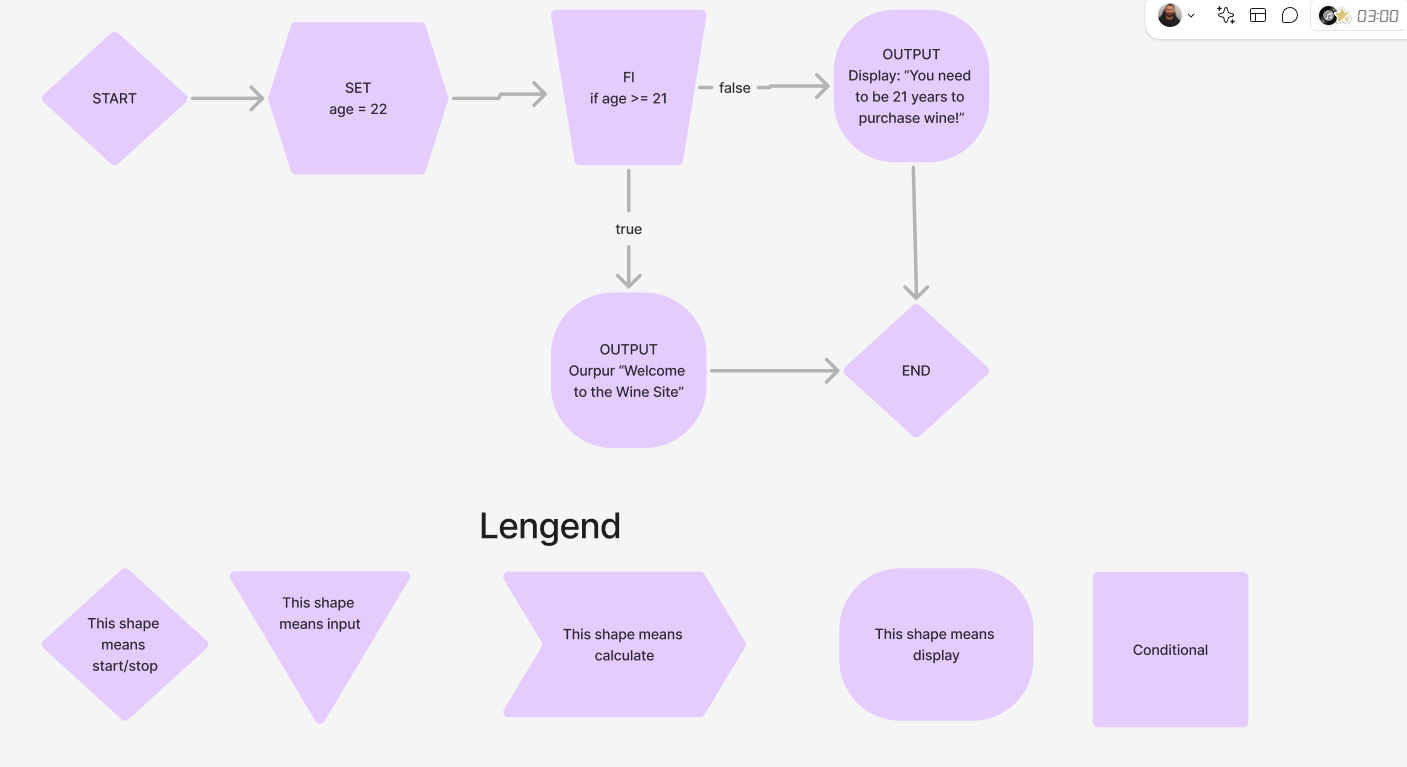 START
SET
age = 22
FI
if age >= 21
false
OUTPUT
Display: “You need
to be 21 years to
purchase wine!”
03:00
true
OUTPUT
Ourpur “Welcome
to the Wine Site”
END
Lengend
This shape
means
start/stop
This shape
means input
This shape means
calculate
This shape means
display
Conditional